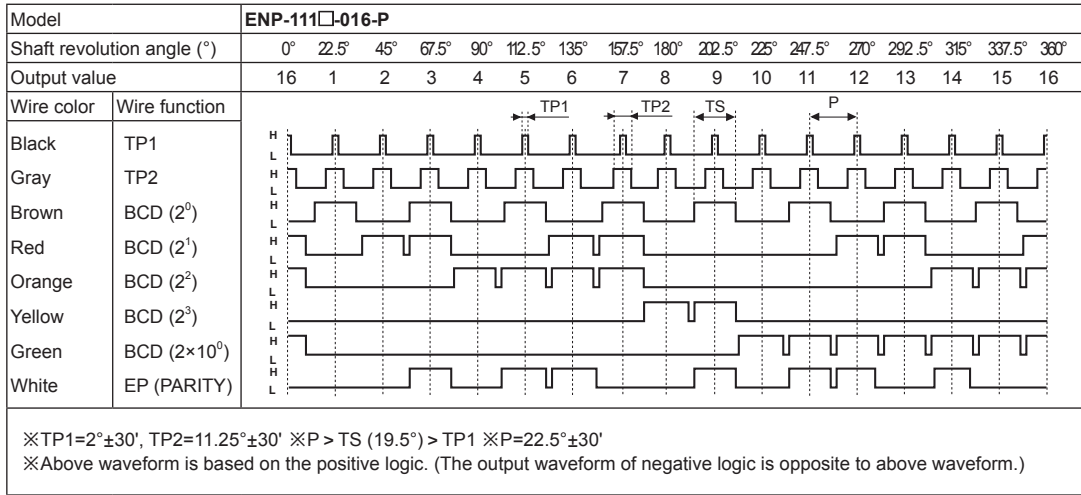 Model ENP-111□-016-P
Shaft revolution angle (°) 0° 22.5° 45° 67.5° 90° 112.5° 135° 157.5° 180° 202.5° 225° 247.5° 270° 292.5° 315° 337.5° 360°
Output value 16 1 2 3 4 5 6 7 8 9 10 11 12 13 14 15 16
Wire color Wire function TP1 TP2 TS P
Black TP1 H L
Gray TP2 H L
Brown BCD (2⁰) H L
Red BCD (2¹) H L
Orange BCD (2²) H L
Yellow BCD (2³) H L
Green BCD (2×10⁰) H L
White EP (PARITY) H L
※TP1=2°±30', TP2=11.25°±30' ※P > TS (19.5°) > TP1 ※P=22.5°±30'
※Above waveform is based on the positive logic. (The output waveform of negative logic is opposite to above waveform.)